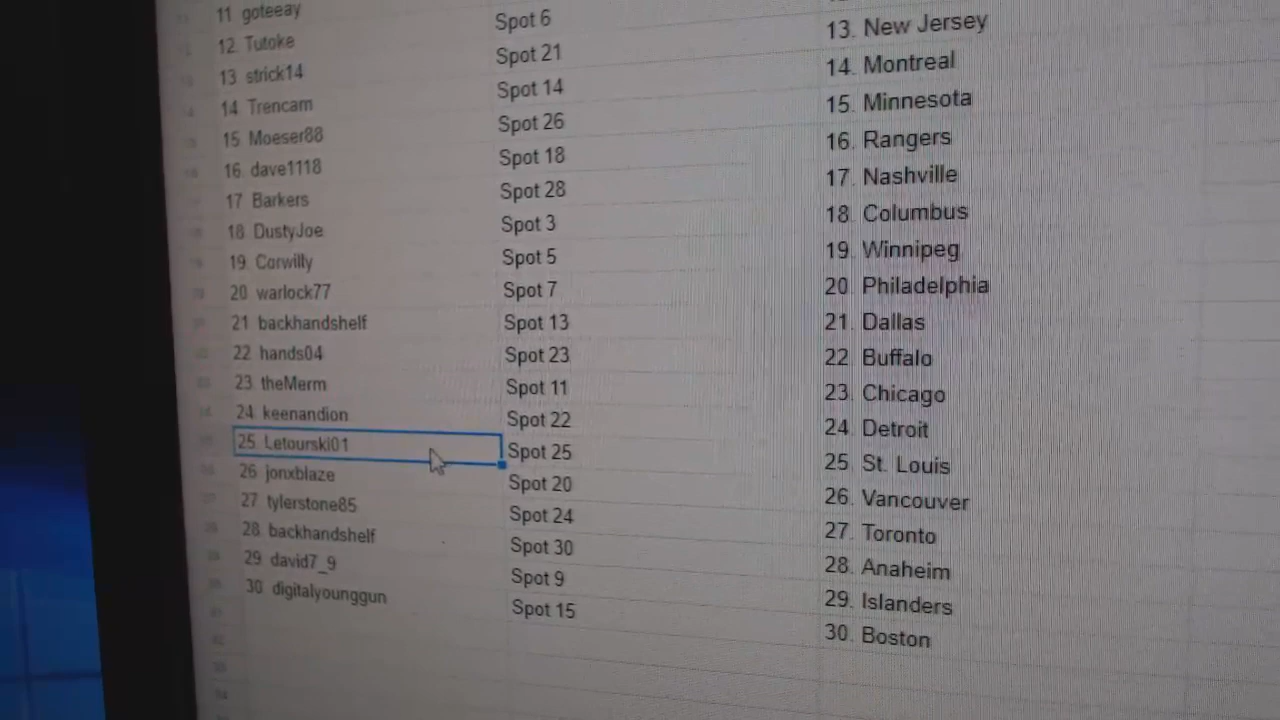 11 goteeay Spot 6 13. New Jersey
12. Tutoke Spot 21 14. Montreal
13 strick14 Spot 14 15. Minnesota
14 Trencam Spot 26 16. Rangers
15 Moeser88 Spot 18 17. Nashville
16. dave1118 Spot 28 18. Columbus
17 Barkers Spot 3 19. Winnipeg
18. DustyJoe Spot 5 20 Philadelphia
19. Corwilly Spot 7 21. Dallas
20 warlock77 Spot 13 22 Buffalo
21 backhandshelf Spot 23 23. Chicago
22 hands04 Spot 11 24. Detroit
23. theMerm Spot 22 25. St. Louis
24 keenandion Spot 25 26. Vancouver
25. Letourski01 Spot 20 27. Toronto
26 jonxblaze Spot 24 28. Anaheim
27 tylerstone85 Spot 30 29. Islanders
28. backhandshelf Spot 9 30. Boston
29. david7_9 Spot 15
30 digitalyounggun